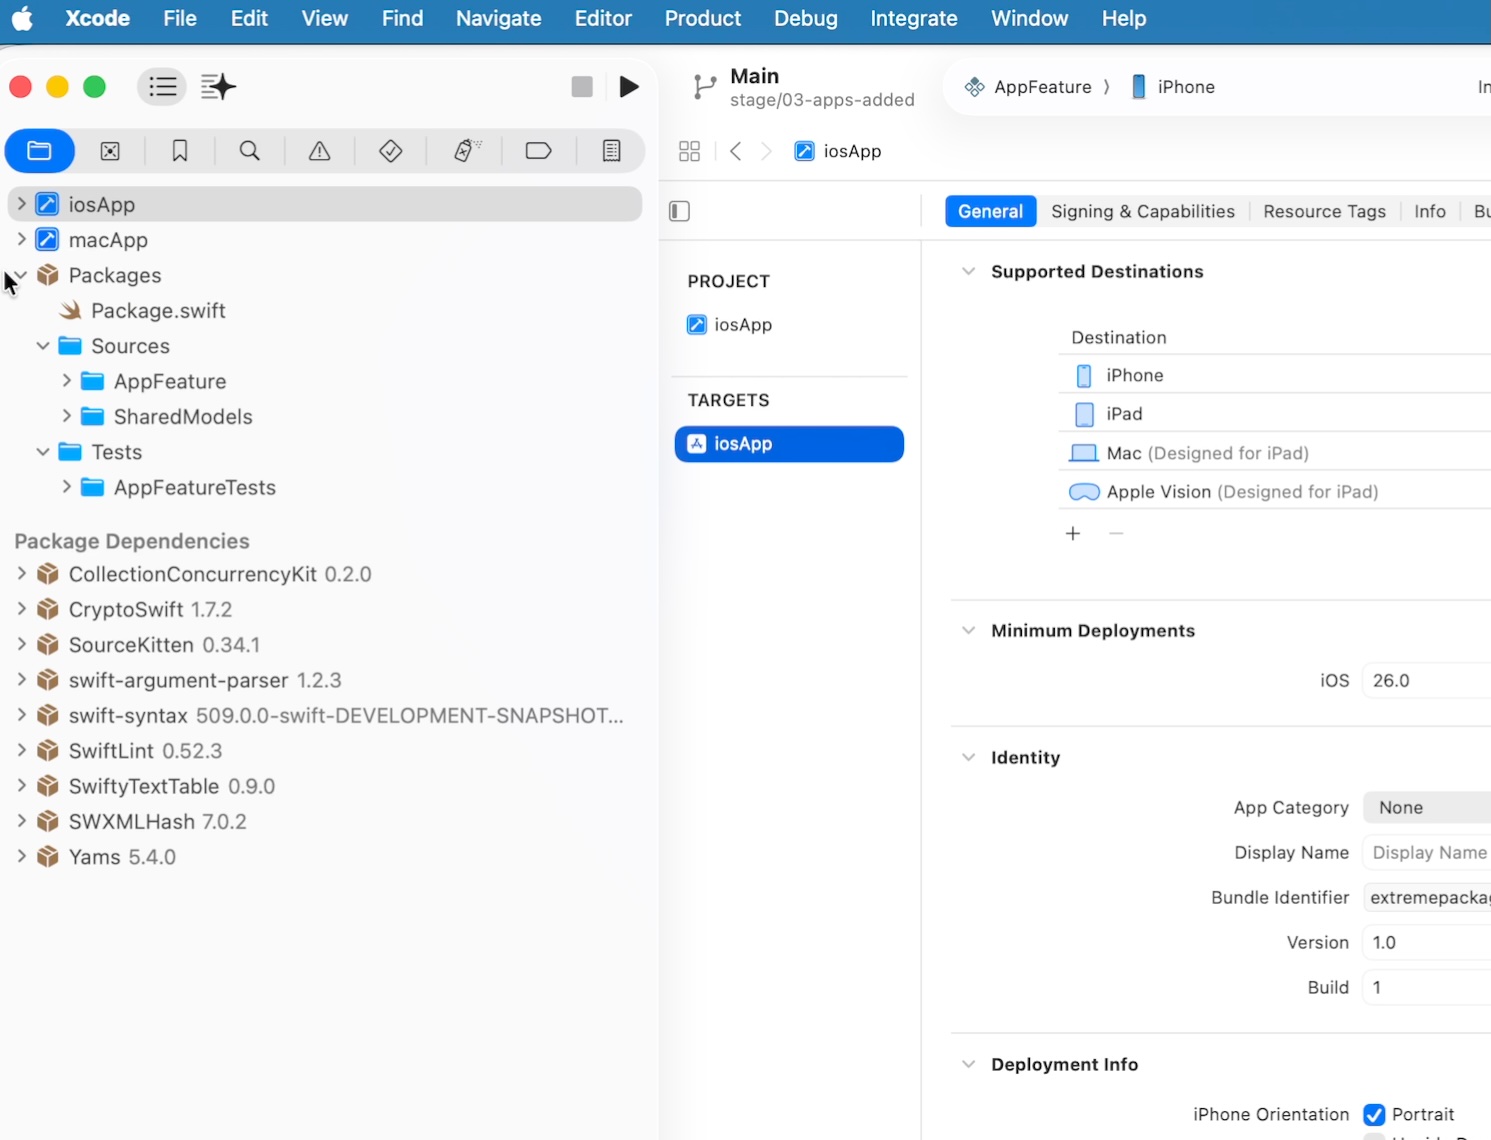 Xcode File Edit View Find Navigate Editor Product Debug Integrate Window Help
Main
stage/03-apps-added
AppFeature
iPhone
iosApp
iosApp
macApp
Packages
Package.swift
Sources
AppFeature
SharedModels
Tests
AppFeatureTests
Package Dependencies
CollectionConcurrencyKit 0.2.0
CryptoSwift 1.7.2
SourceKitten 0.34.1
swift-argument-parser 1.2.3
swift-syntax 509.0.0-swift-DEVELOPMENT-SNAPSHOT...
SwiftLint 0.52.3
SwiftyTextTable 0.9.0
SWXMLHash 7.0.2
Yams 5.4.0
PROJECT
iosApp
TARGETS
iosApp
General Signing & Capabilities Resource Tags Info
Supported Destinations
Destination
iPhone
iPad
Mac (Designed for iPad)
Apple Vision (Designed for iPad)
Minimum Deployments
iOS 26.0
Identity
App Category None
Display Name Display Name
Bundle Identifier extremepackag
Version 1.0
Build 1
Deployment Info
iPhone Orientation Portrait